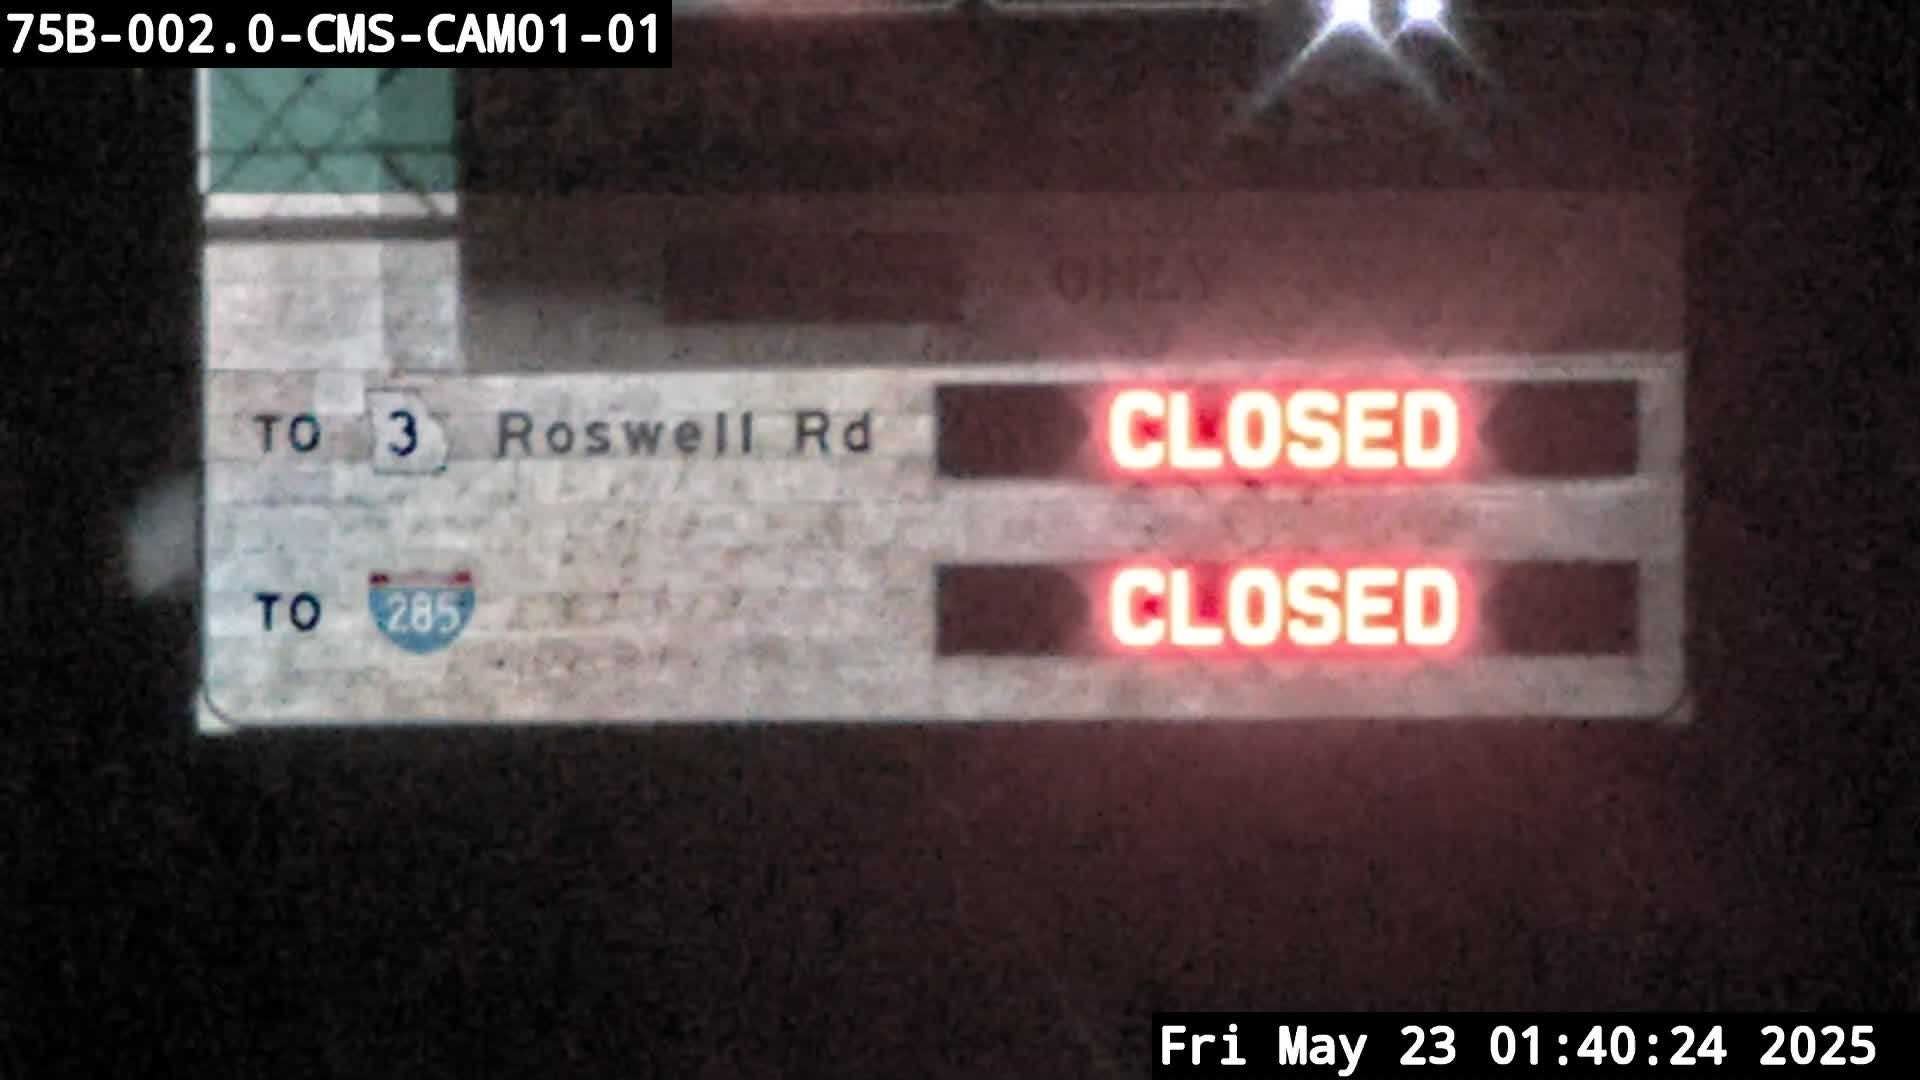 75B-002.0-CMS-CAM01-01
ONLY
TO 3 Roswell Rd CLOSED
TO 285 CLOSED
Fri May 23 01:40:24 2025